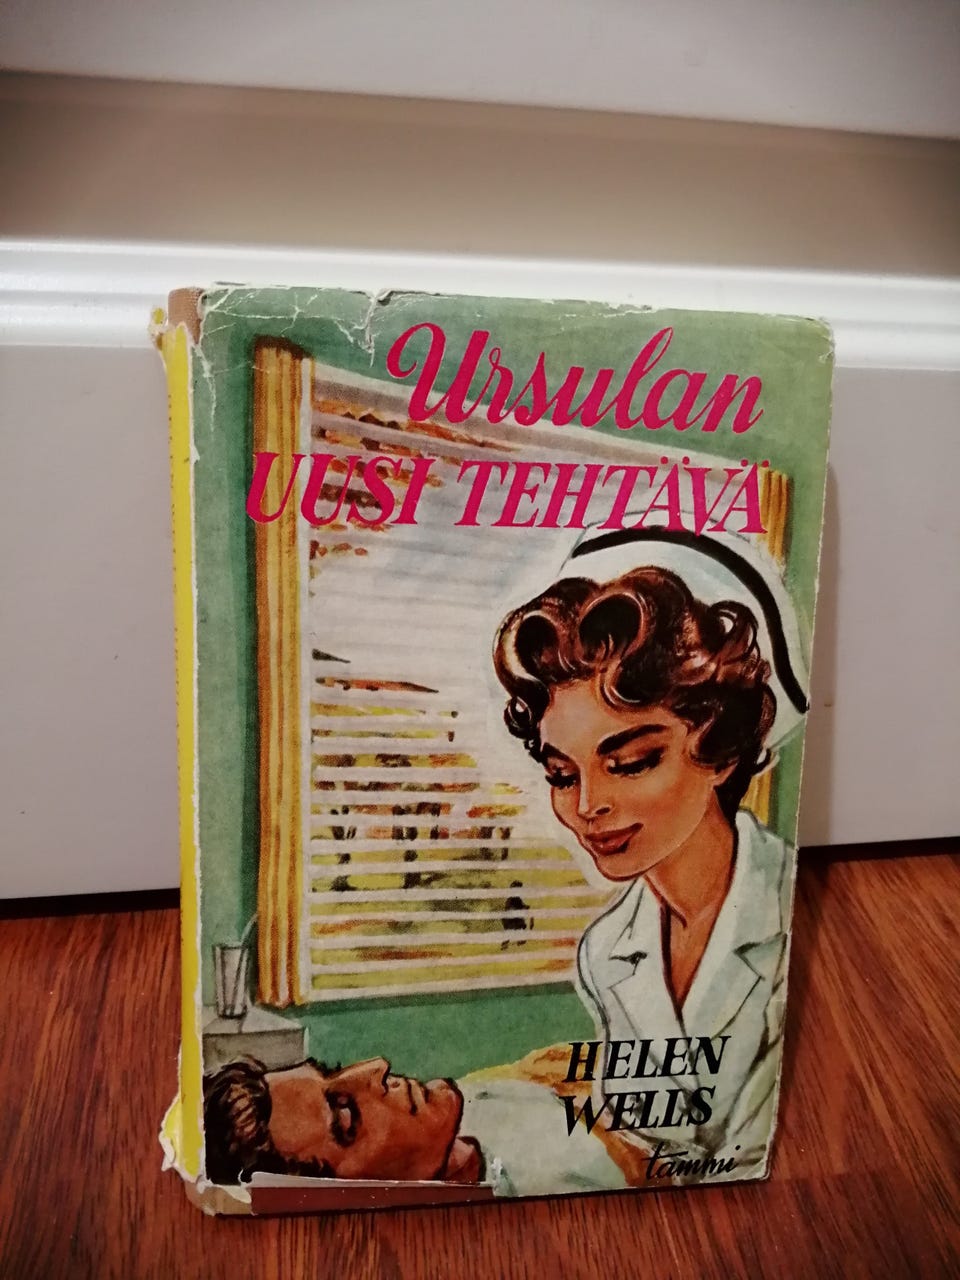 Ursulan
UUSI TEHTÄVÄ
HELEN
WELLS
tammi